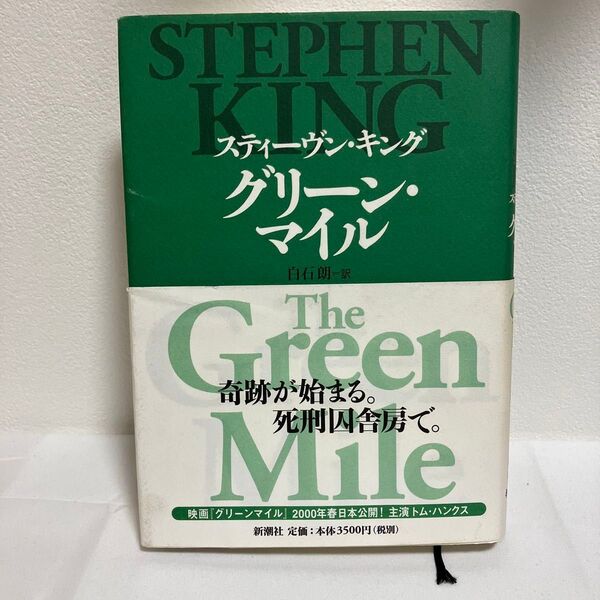 STEPHEN
KING
スティーヴン・キング
グリーン・
マイル
白石 朗―訳
The
Green
Mile
奇跡が始まる。
死刑囚舎房で。
映画『グリーンマイル』2000年春日本公開! 主演トム・ハンクス
新潮社 定価:本体3500円(税別)